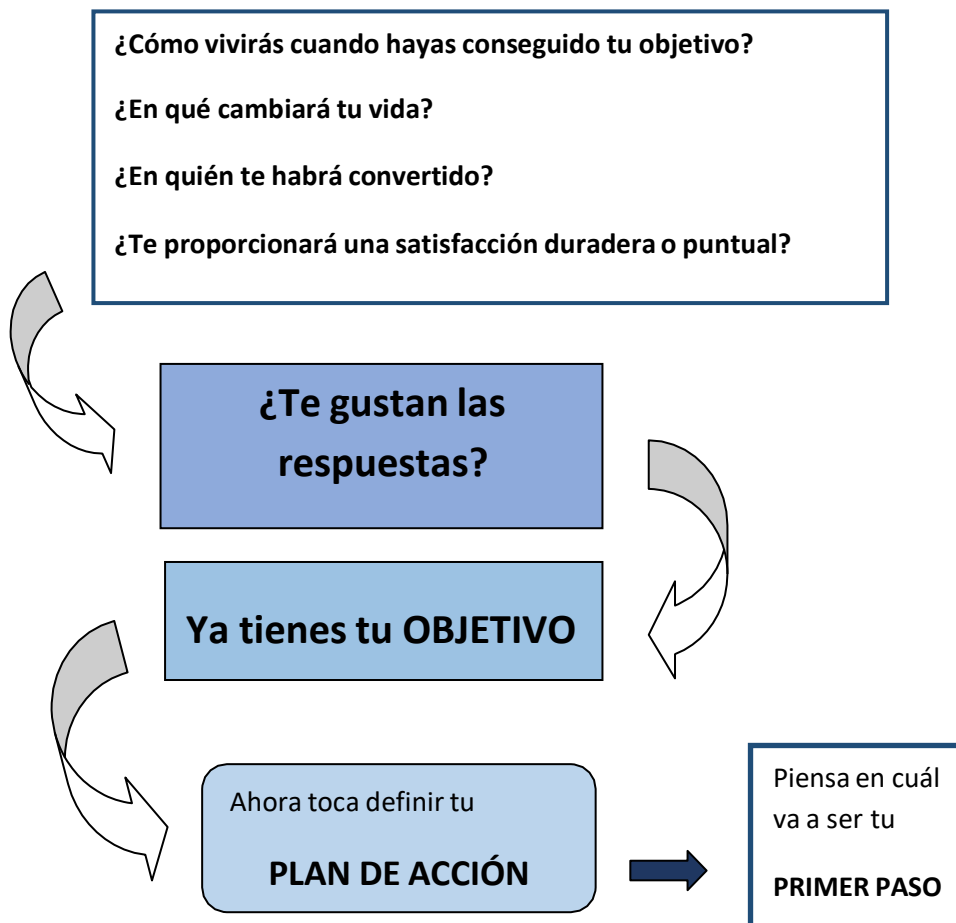 ¿Cómo vivirás cuando hayas conseguido tu objetivo?
¿En qué cambiará tu vida?
¿En quién te habrá convertido?
¿Te proporcionará una satisfacción duradera o puntual?
¿Te gustan las
respuestas?
Ya tienes tu OBJETIVO
Ahora toca definir tu
PLAN DE ACCIÓN
Piensa en cuál
va a ser tu
PRIMER PASO